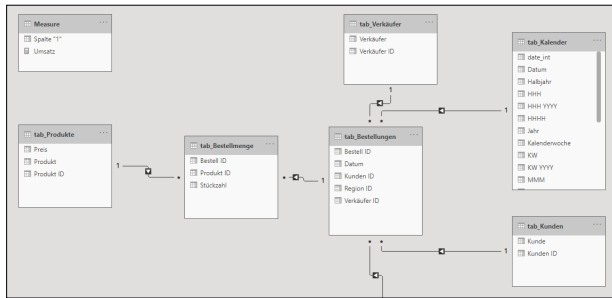 Measure
Spalte "1"
Umsatz
tab_Verkäufer
Verkäufer
Verkäufer ID
tab_Kalender
date_int
Datum
Halbjahr
HHH
HHH YYYY
HHHH
Jahr
Kalenderwoche
KW
KW YYYY
MMM
tab_Produkte
Preis
Produkt
Produkt ID
tab_Bestellmenge
Bestell ID
Produkt ID
Stückzahl
tab_Bestellungen
Bestell ID
Datum
Kunden ID
Region ID
Verkäufer ID
tab_Kunden
Kunde
Kunden ID
1
1
1
1
1